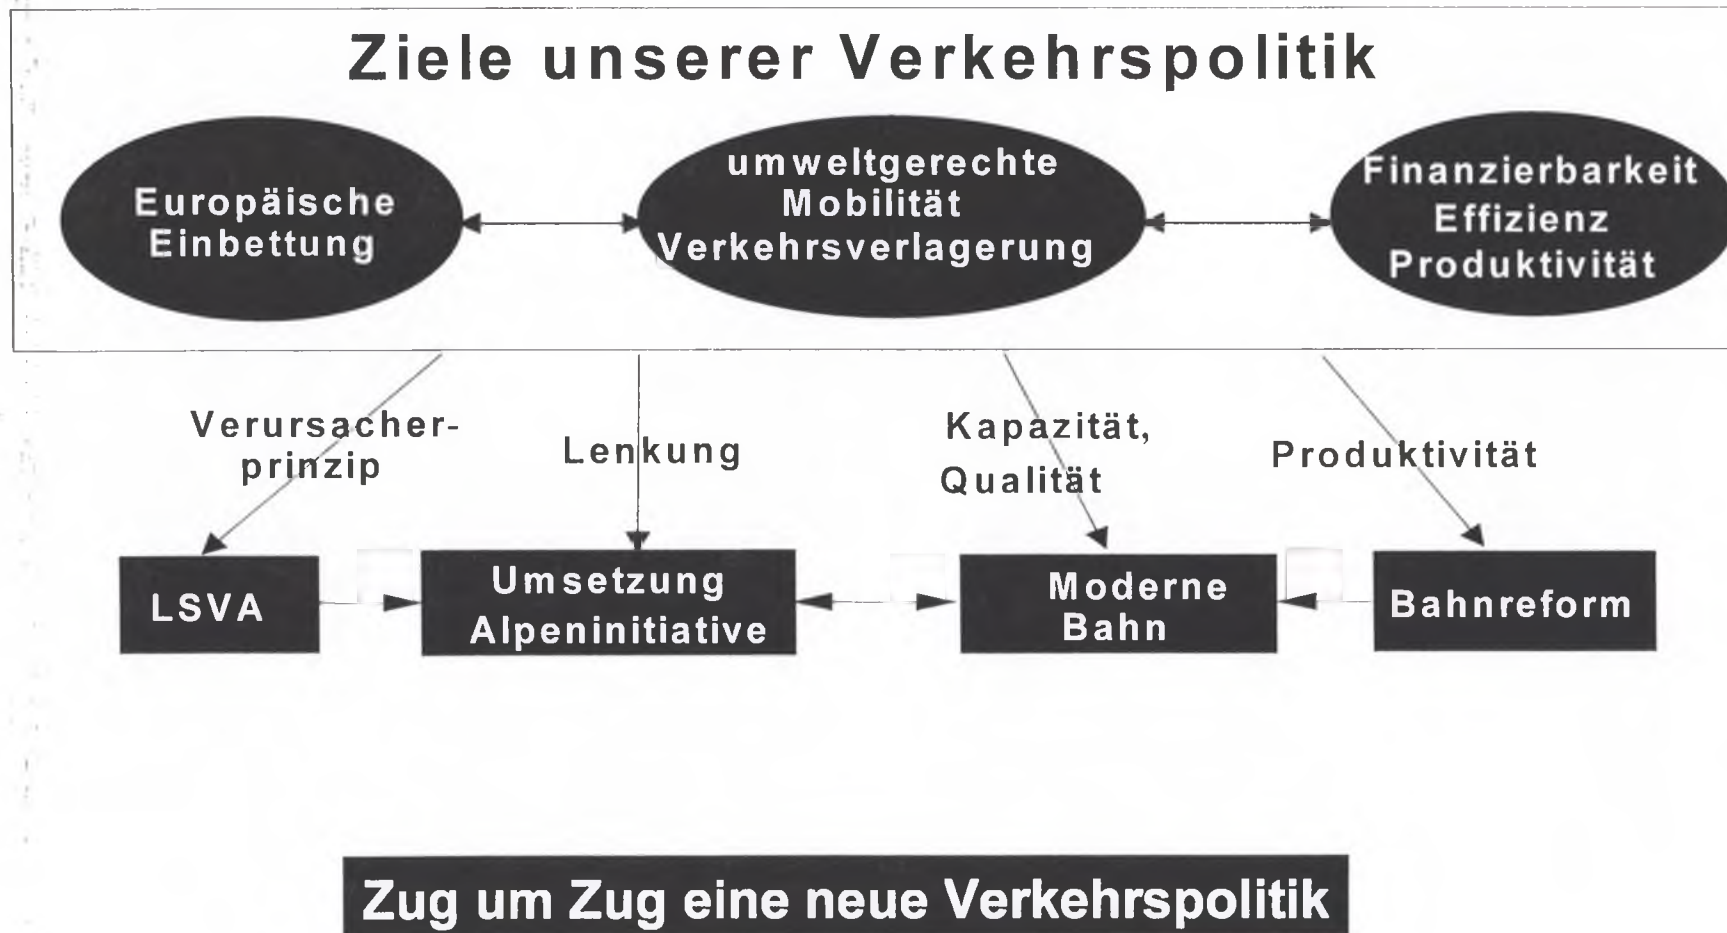 Ziele unserer Verkehrspolitik
Europäische
Einbettung
umweltgerechte
Mobilität
Verkehrsverlagerung
Finanzierbarkeit
Effizienz
Produktivität
Verursacher-
prinzip
Lenkung
Kapazität,
Qualität
Produktivität
LSVA
Umsetzung
Alpeninitiative
Moderne
Bahn
Bahnreform
Zug um Zug eine neue Verkehrspolitik